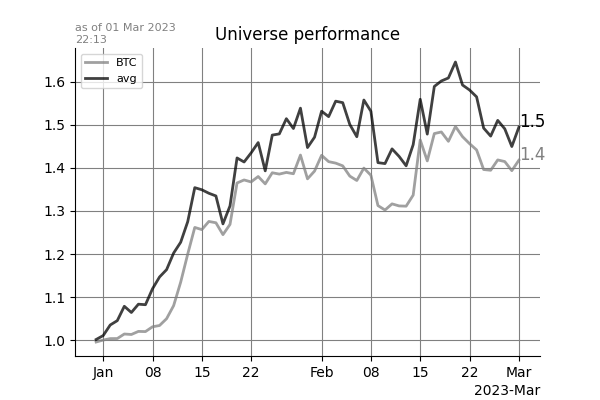 as of 01 Mar 2023
22:13
Universe performance
BTC
avg
1.6
1.5
1.4
1.3
1.2
1.1
1.0
1.5
1.4
Jan 08 15 22 Feb 08 15 22 Mar
2023-Mar